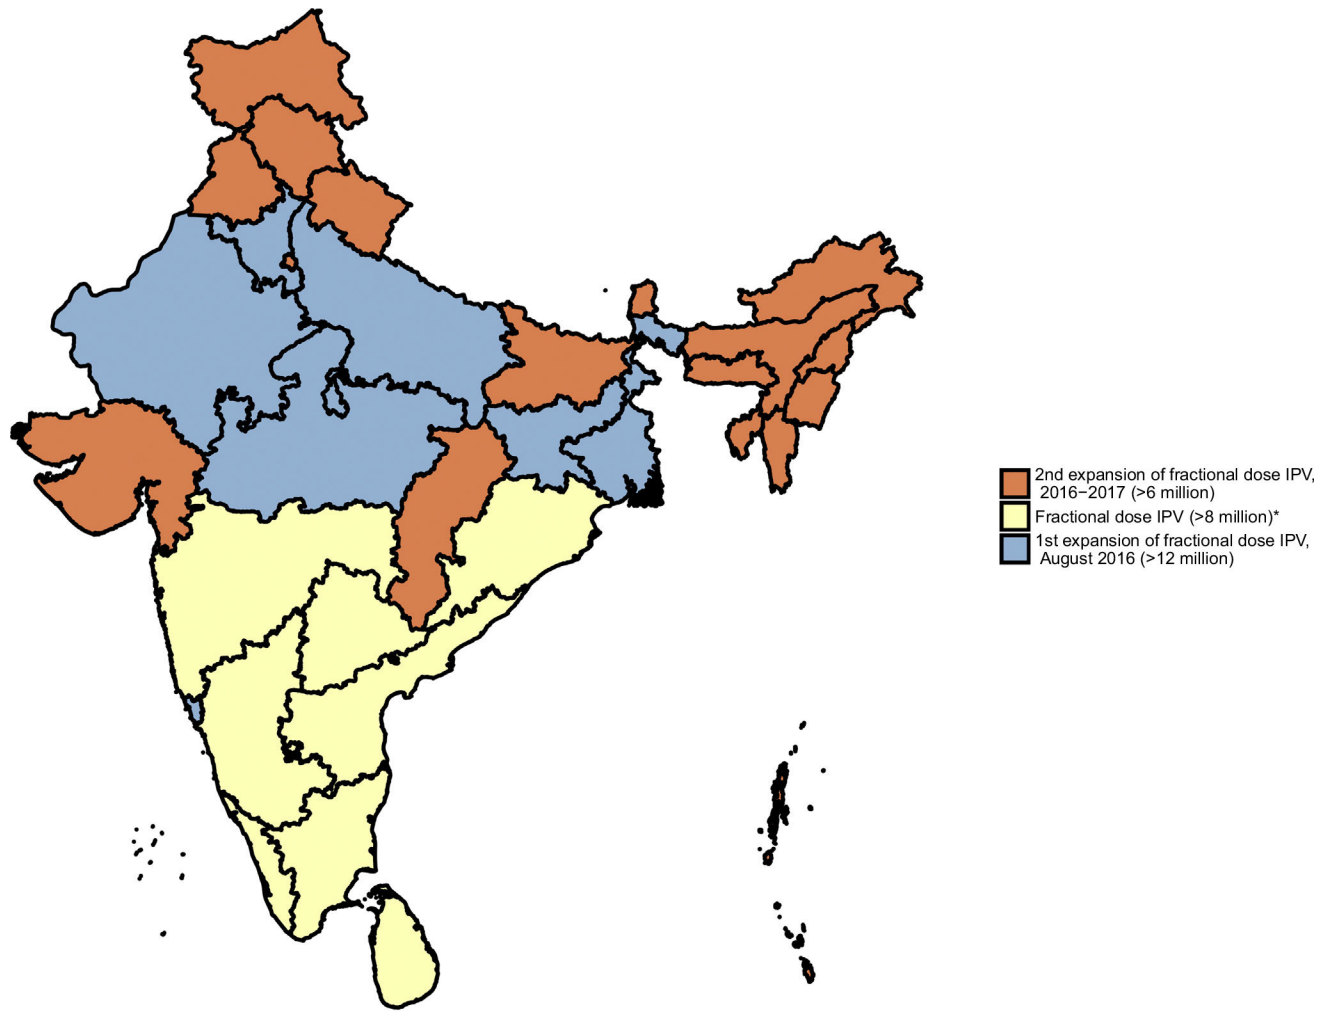 2nd expansion of fractional dose IPV,
2016−2017 (>6 million)
Fractional dose IPV (>8 million)*
1st expansion of fractional dose IPV,
August 2016 (>12 million)